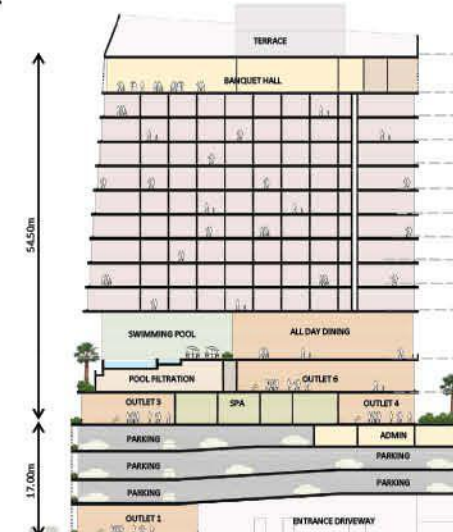 TERRACE
BANQUET HALL
54.50m
SWIMMING POOL
ALL DAY DINING
POOL FILTRATION
OUTLET 6
OUTLET 3
SPA
OUTLET 4
17.00m
PARKING
ADMIN
PARKING
PARKING
PARKING
PARKING
OUTLET 1
ENTRANCE DRIVEWAY